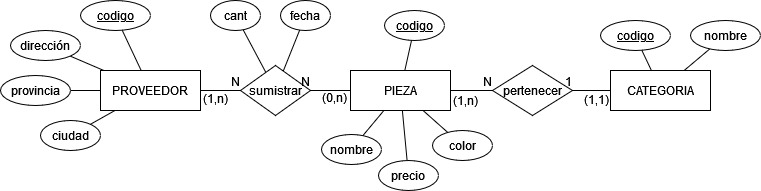 codigo
cant
fecha
codigo
codigo
nombre
dirección
provincia
PROVEEDOR
N
sumistrar
N
PIEZA
N
pertenecer
1
CATEGORIA
(1,n)
(0,n)
(1,n)
(1,1)
ciudad
nombre
color
precio